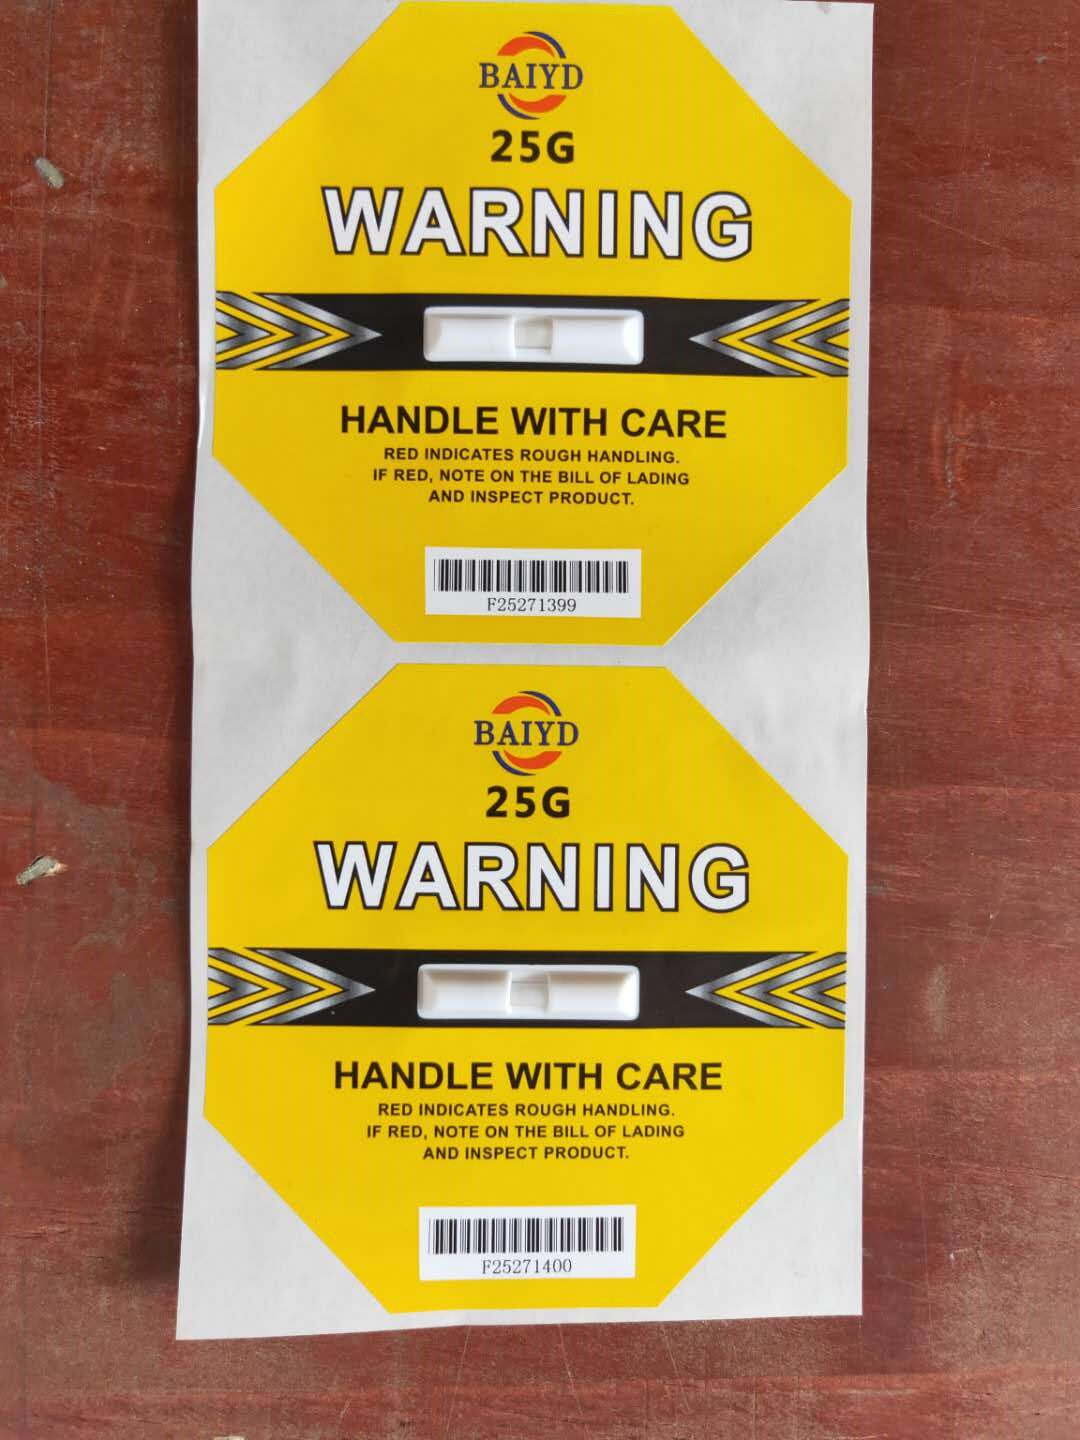 BAIYD
25G
WARNING
HANDLE WITH CARE
RED INDICATES ROUGH HANDLING.
IF RED, NOTE ON THE BILL OF LADING
AND INSPECT PRODUCT.
F25271399
BAIYD
25G
WARNING
HANDLE WITH CARE
RED INDICATES ROUGH HANDLING.
IF RED, NOTE ON THE BILL OF LADING
AND INSPECT PRODUCT.
F25271400